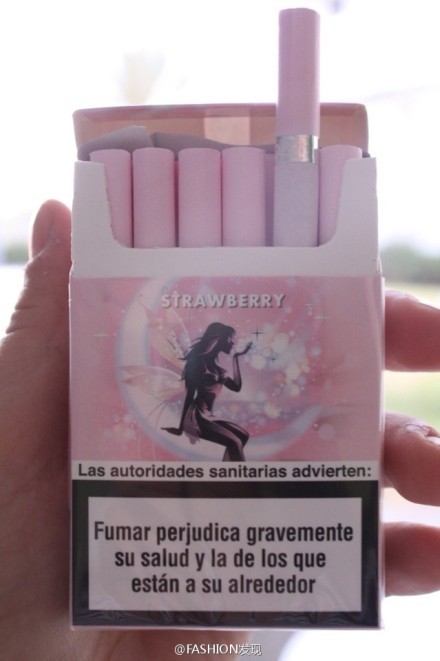 STRAWBERRY
Las autoridades sanitarias advierten:
Fumar perjudica gravemente
su salud y la de los que
están a su alrededor
@FASHION发现